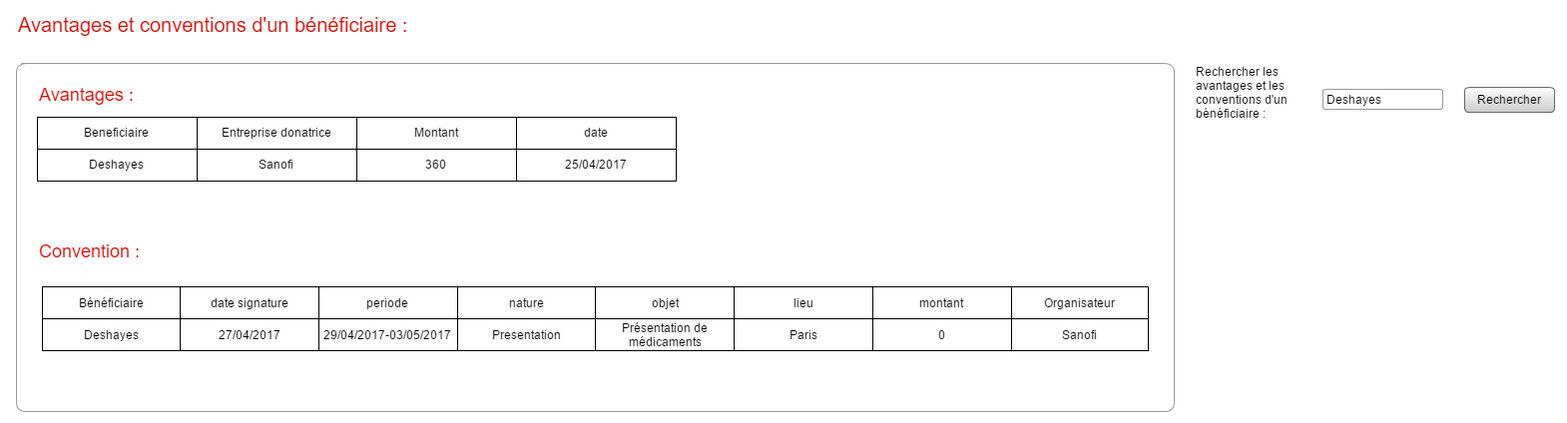 Avantages et conventions d'un bénéficiaire :
Avantages :
Beneficiaire Entreprise donatrice Montant date
Deshayes Sanofi 360 25/04/2017
Convention :
Bénéficiaire date signature periode nature objet lieu montant Organisateur
Deshayes 27/04/2017 29/04/2017-03/05/2017 Presentation Présentation de médicaments Paris 0 Sanofi
Rechercher les
avantages et les
conventions d'un
bénéficiaire :
Deshayes
Rechercher